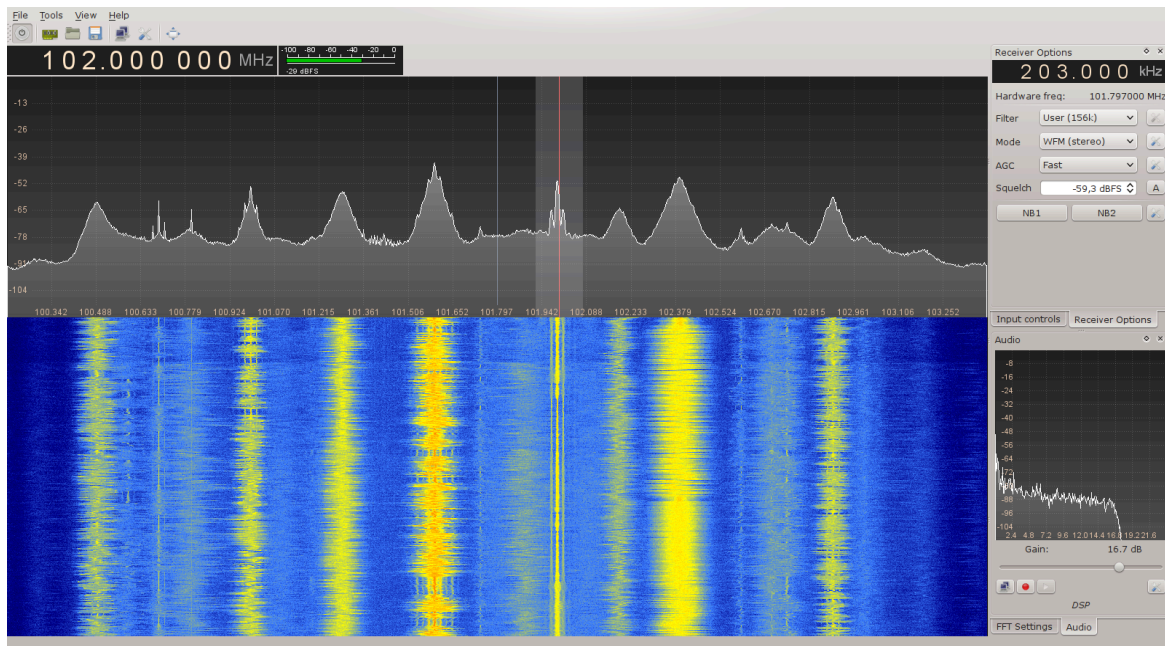 File Tools View Help
102.000 000 MHz
-100 -80 -60 -40 -20 0
-29 dBFS
-13
-26
-39
-52
-65
-78
-91
-104
100.342 100.488 100.633 100.779 100.924 101.070 101.215 101.361 101.506 101.652 101.797 101.942 102.088 102.233 102.379 102.524 102.670 102.815 102.961 103.106 103.252
Receiver Options
203.000 kHz
Hardware freq: 101.797000 MHz
Filter User (156k)
Mode WFM (stereo)
AGC Fast
Squelch -59,3 dBFS A
NB1 NB2
Input controls Receiver Options
Audio
-8
-16
-24
-32
-40
-48
-56
-64
-72
-80
-88
-96
-104
2.4 4.8 7.2 9.6 12.0 14.4 16.8 19.2 21.6
Gain: 16.7 dB
DSP
FFT Settings Audio